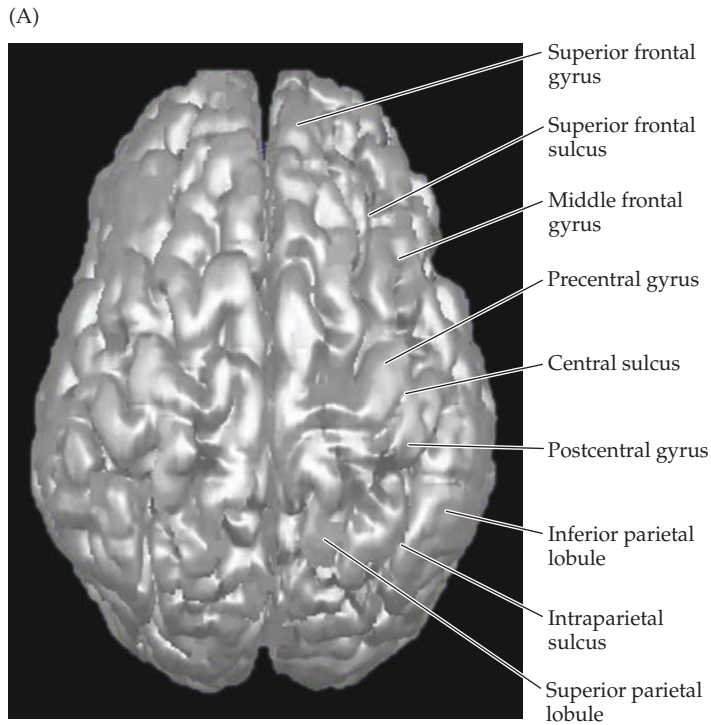 (A)
Superior frontal
gyrus
Superior frontal
sulcus
Middle frontal
gyrus
Precentral gyrus
Central sulcus
Postcentral gyrus
Inferior parietal
lobule
Intraparietal
sulcus
Superior parietal
lobule